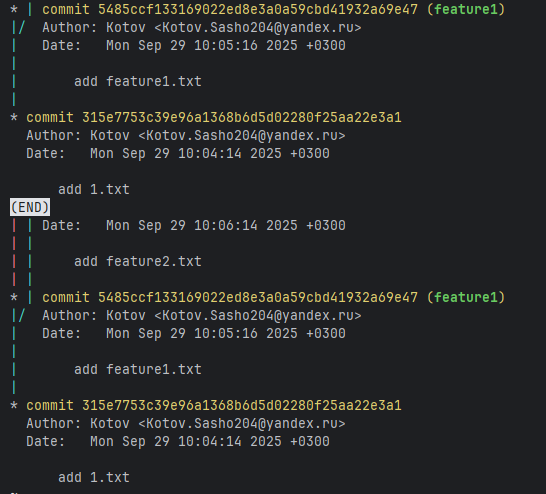 * | commit 5485ccf133169022ed8e3a0a59cbd41932a69e47 (feature1)
|/  Author: Kotov <Kotov.Sasho204@yandex.ru>
|   Date:   Mon Sep 29 10:05:16 2025 +0300
|
|       add feature1.txt
|
* commit 315e7753c39e96a1368b6d5d02280f25aa22e3a1
  Author: Kotov <Kotov.Sasho204@yandex.ru>
  Date:   Mon Sep 29 10:04:14 2025 +0300

      add 1.txt
(END)
| | Date:   Mon Sep 29 10:06:14 2025 +0300
| |
| |     add feature2.txt
| |
* | commit 5485ccf133169022ed8e3a0a59cbd41932a69e47 (feature1)
|/  Author: Kotov <Kotov.Sasho204@yandex.ru>
|   Date:   Mon Sep 29 10:05:16 2025 +0300
|
|       add feature1.txt
|
* commit 315e7753c39e96a1368b6d5d02280f25aa22e3a1
  Author: Kotov <Kotov.Sasho204@yandex.ru>
  Date:   Mon Sep 29 10:04:14 2025 +0300

      add 1.txt